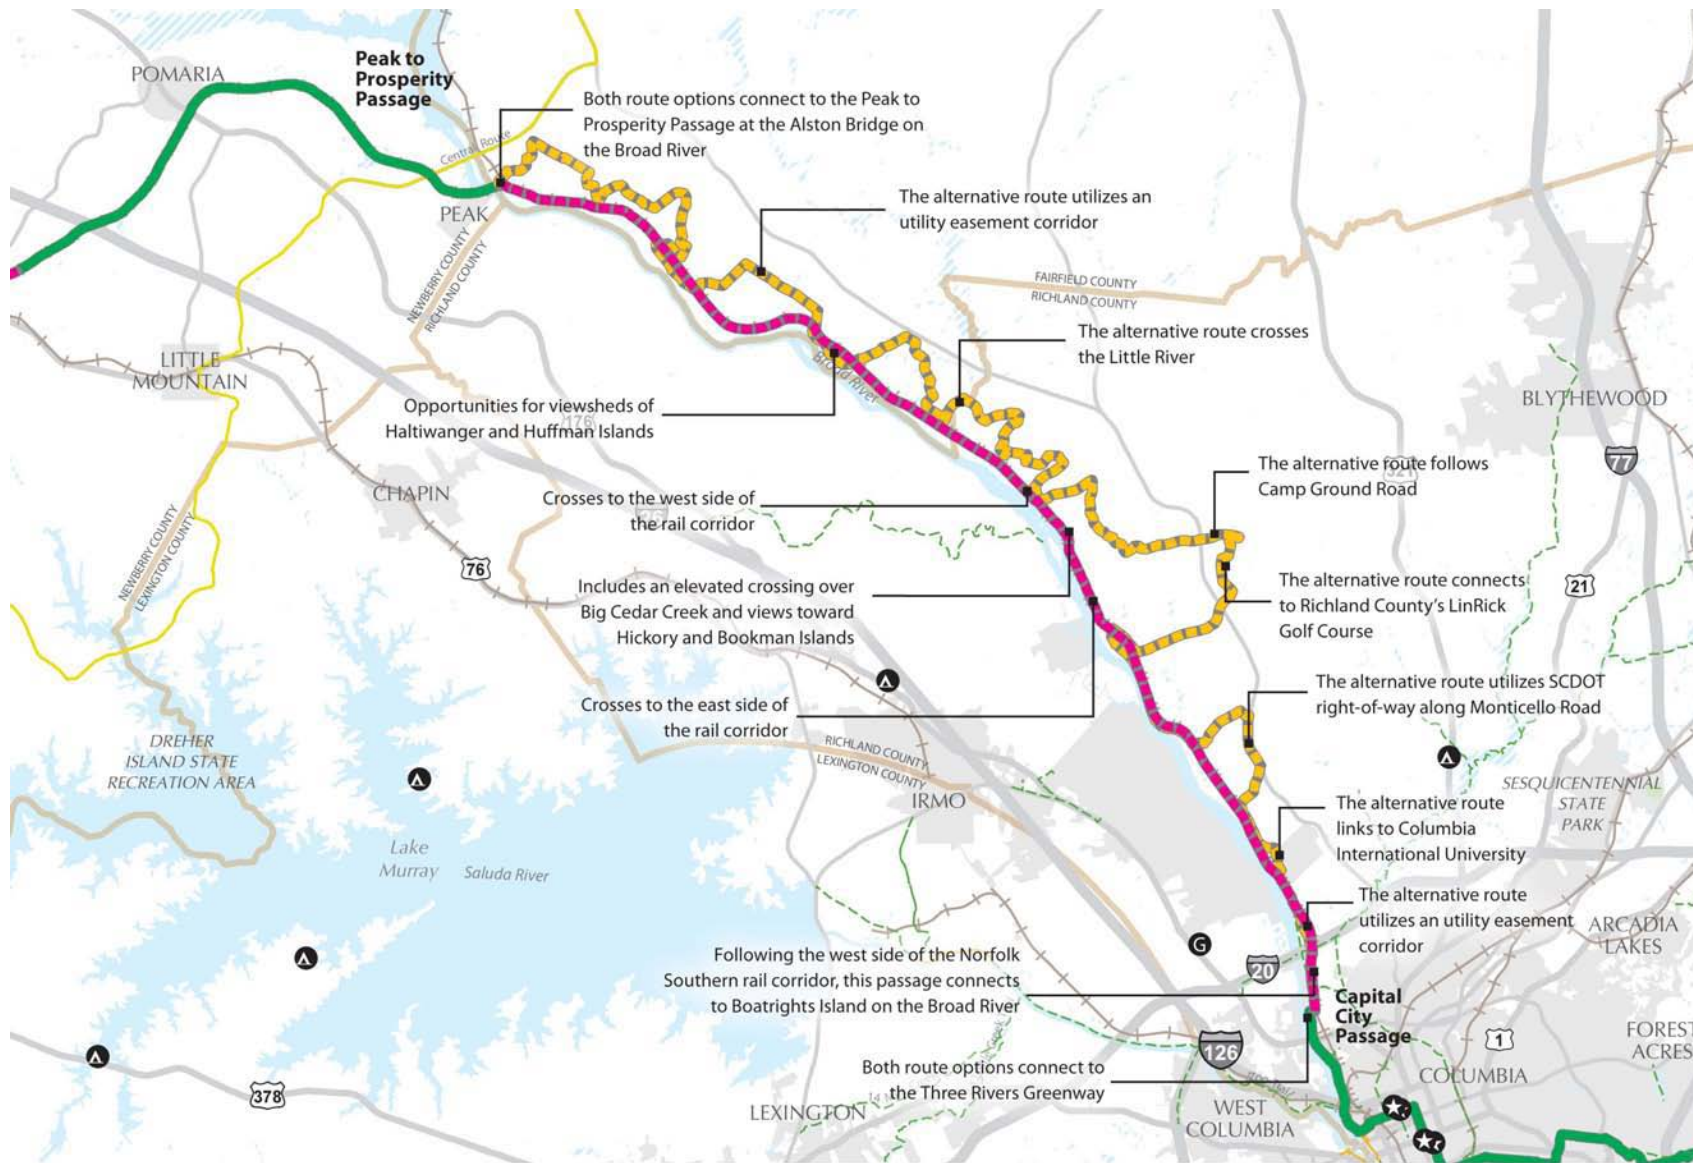 POMARIA
Peak to
Prosperity
Passage
Both route options connect to the Peak to
Prosperity Passage at the Alston Bridge on
the Broad River
Central Route
PEAK
The alternative route utilizes an
utility easement corridor
NEWBERRY COUNTY
RICHLAND COUNTY
FAIRFIELD COUNTY
RICHLAND COUNTY
The alternative route crosses
the Little River
LITTLE
MOUNTAIN
Broad River
BLYTHEWOOD
Opportunities for viewsheds of
Haltiwanger and Huffman Islands
176
77
321
The alternative route follows
Camp Ground Road
CHAPIN
Crosses to the west side of
the rail corridor
26
NEWBERRY COUNTY
LEXINGTON COUNTY
76
Includes an elevated crossing over
Big Cedar Creek and views toward
Hickory and Bookman Islands
The alternative route connects
to Richland County's LinRick
Golf Course
21
Crosses to the east side of
the rail corridor
The alternative route utilizes SCDOT
right-of-way along Monticello Road
DREHER
ISLAND STATE
RECREATION AREA
RICHLAND COUNTY
LEXINGTON COUNTY
IRMO
SESQUICENTENNIAL
STATE
PARK
The alternative route
links to Columbia
International University
Lake
Murray
Saluda River
The alternative route
utilizes an utility easement
corridor
ARCADIA
LAKES
G
20
Following the west side of the Norfolk
Southern rail corridor, this passage connects
to Boatrights Island on the Broad River
Capital
City
Passage
126
1
FOREST
ACRES
Both route options connect to
the Three Rivers Greenway
COLUMBIA
378
LEXINGTON
WEST
COLUMBIA